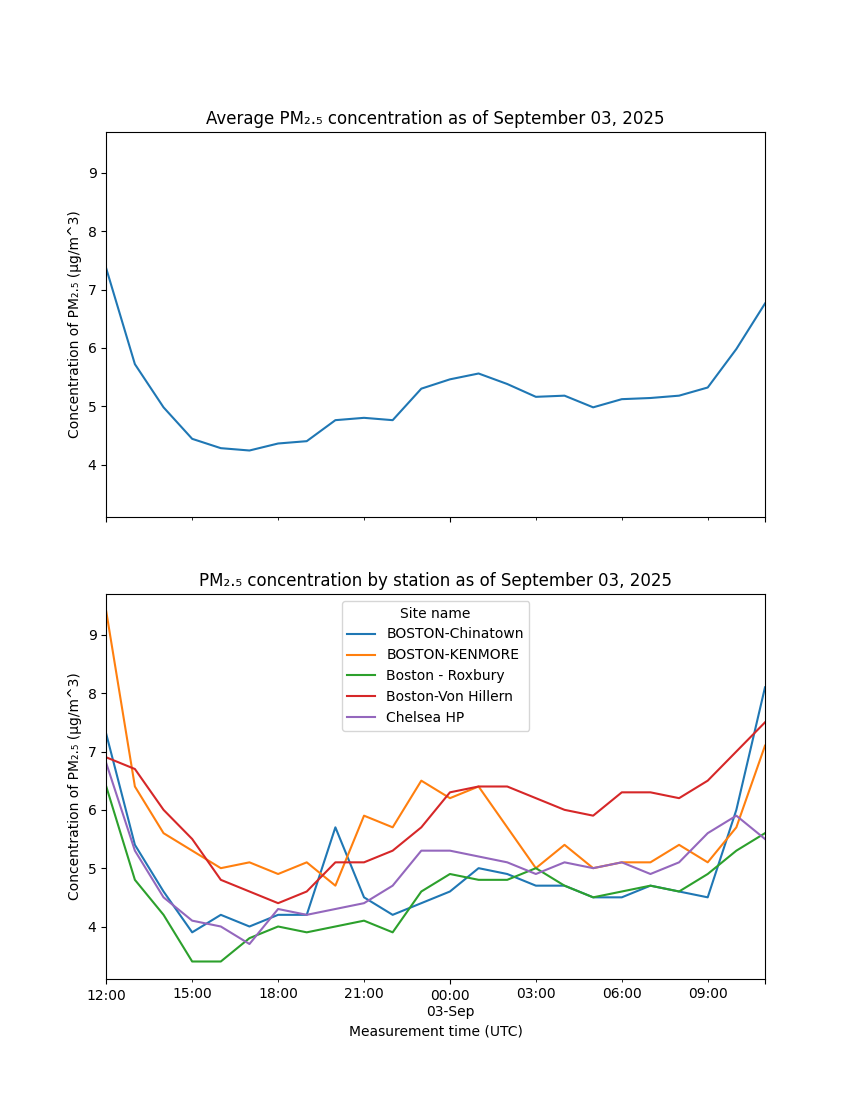 Average PM₂.₅ concentration as of September 03, 2025
Concentration of PM₂.₅ (µg/m^3)
9
8
7
6
5
4
PM₂.₅ concentration by station as of September 03, 2025
Concentration of PM₂.₅ (µg/m^3)
9
8
7
6
5
4
Site name
BOSTON-Chinatown
BOSTON-KENMORE
Boston - Roxbury
Boston-Von Hillern
Chelsea HP
12:00 15:00 18:00 21:00 00:00 03:00 06:00 09:00
03-Sep
Measurement time (UTC)